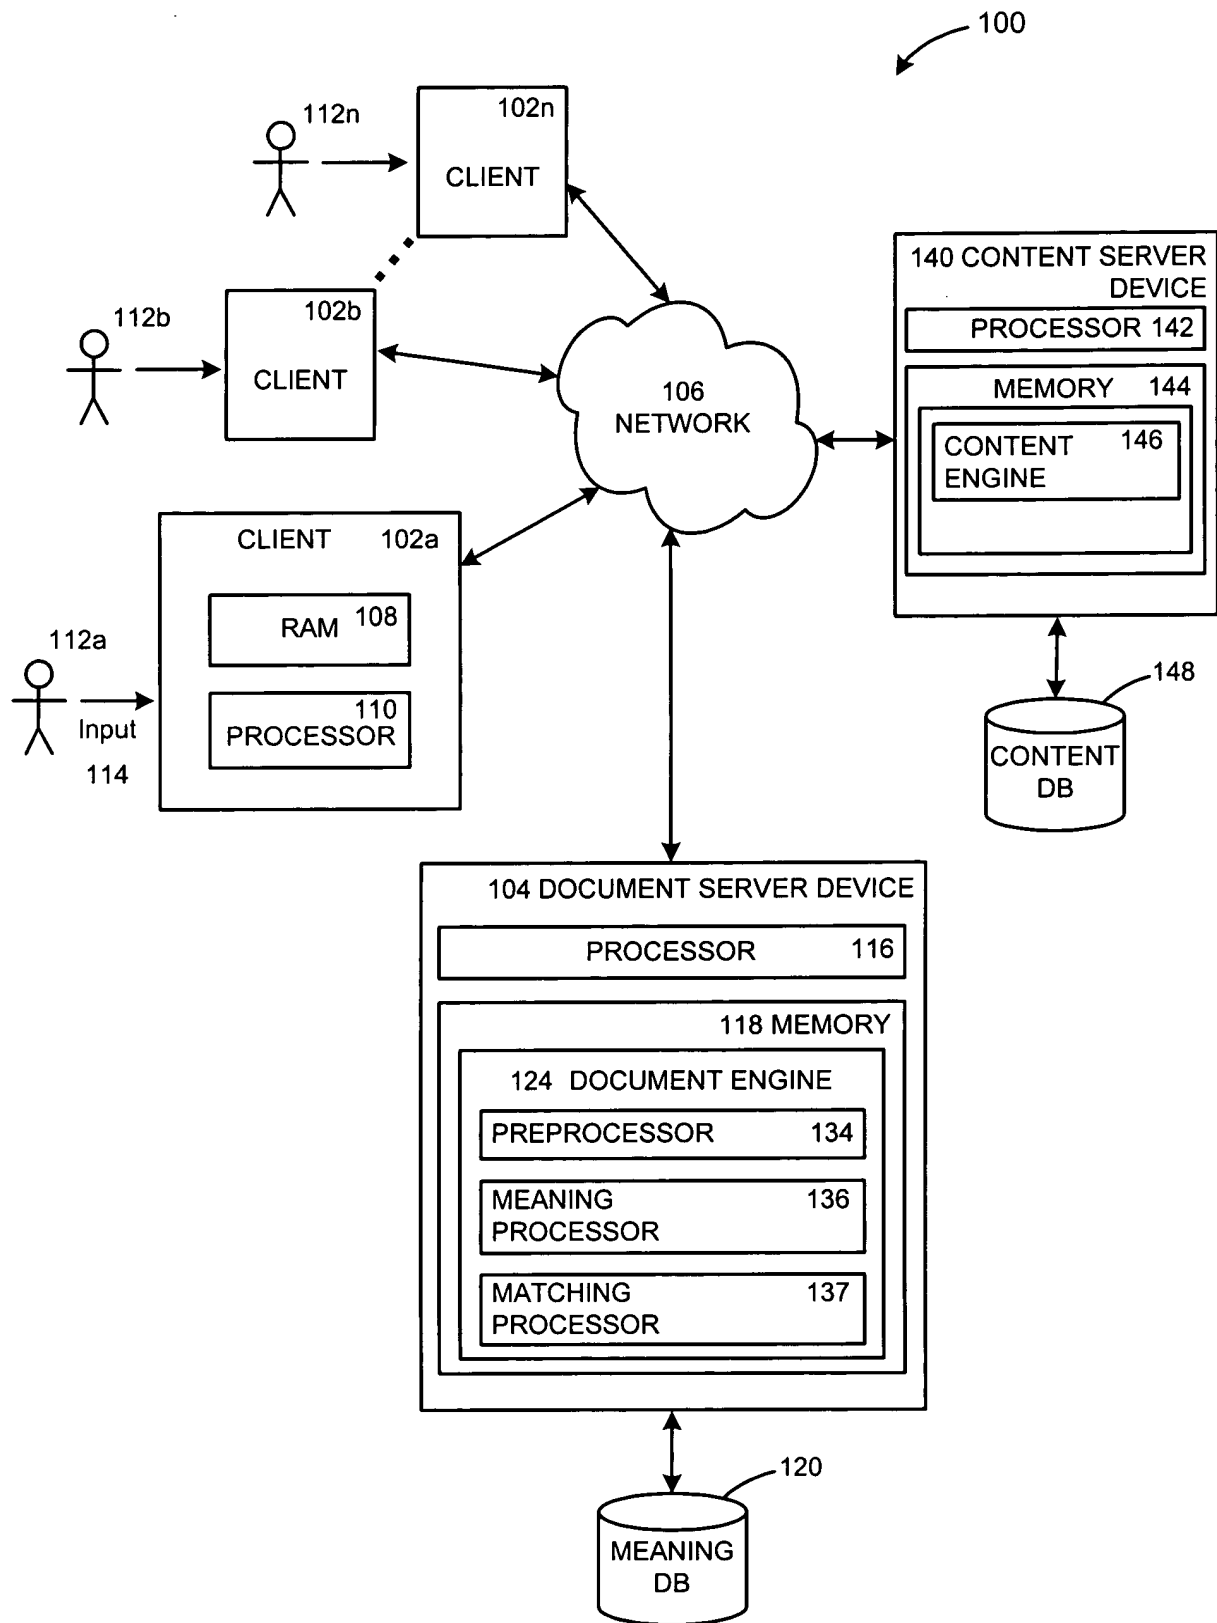 100
112n
102n
CLIENT
112b
102b
CLIENT
106
NETWORK
140 CONTENT SERVER
DEVICE
PROCESSOR 142
MEMORY 144
CONTENT
ENGINE
146
CLIENT 102a
RAM 108
110
PROCESSOR
112a
Input
114
148
CONTENT
DB
104 DOCUMENT SERVER DEVICE
PROCESSOR 116
118 MEMORY
124 DOCUMENT ENGINE
PREPROCESSOR 134
MEANING
PROCESSOR
136
MATCHING
PROCESSOR
137
120
MEANING
DB